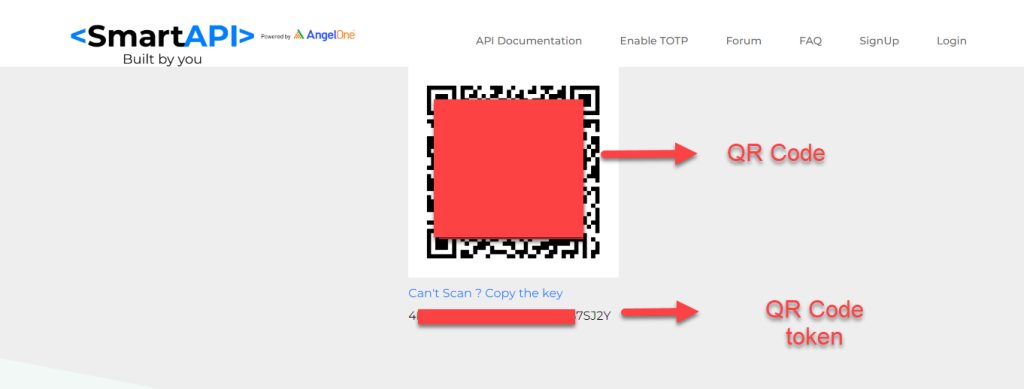 <SmartAPI> Powered by AngelOne
Built by you
API Documentation Enable TOTP Forum FAQ SignUp Login
QR Code
Can't Scan ? Copy the key
4 7SJ2Y
QR Code
token